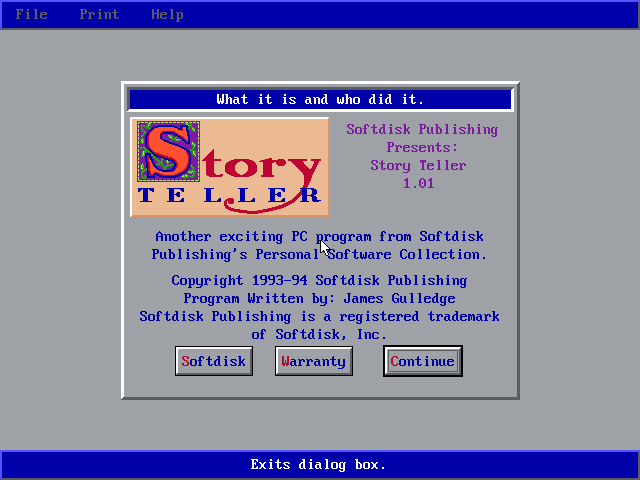 File Print Help
What it is and who did it.
Story
TELLER
Softdisk Publishing
Presents:
Story Teller
1.01
Another exciting PC program from Softdisk
Publishing's Personal Software Collection.
Copyright 1993-94 Softdisk Publishing
Program Written by: James Gulledge
Softdisk Publishing is a registered trademark
of Softdisk, Inc.
Softdisk Warranty Continue
Exits dialog box.